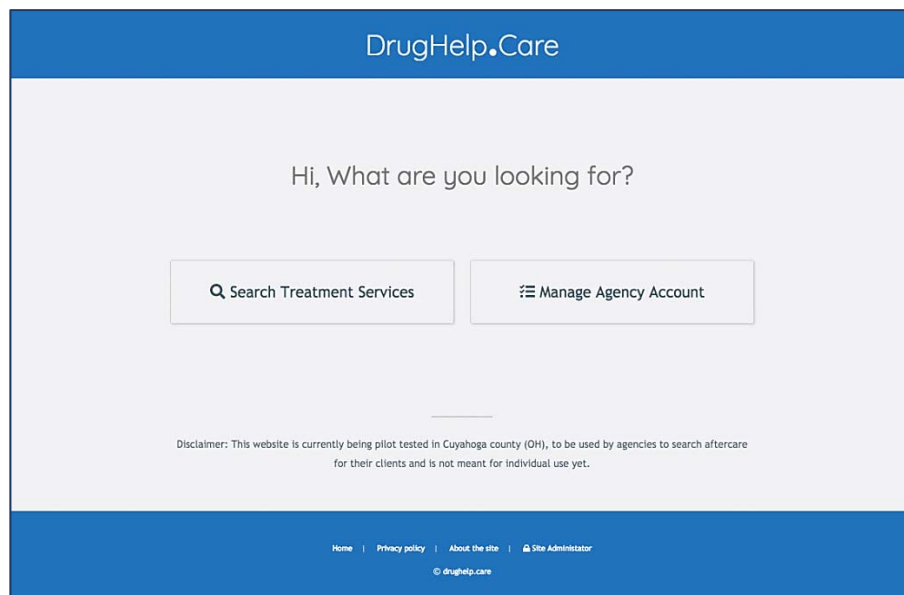 DrugHelp.Care
Hi, What are you looking for?
Search Treatment Services
Manage Agency Account
Disclaimer: This website is currently being pilot tested in Cuyahoga county (OH), to be used by agencies to search aftercare
for their clients and is not meant for individual use yet.
Home | Privacy policy | About the site | Site Administator
© drughelp.care